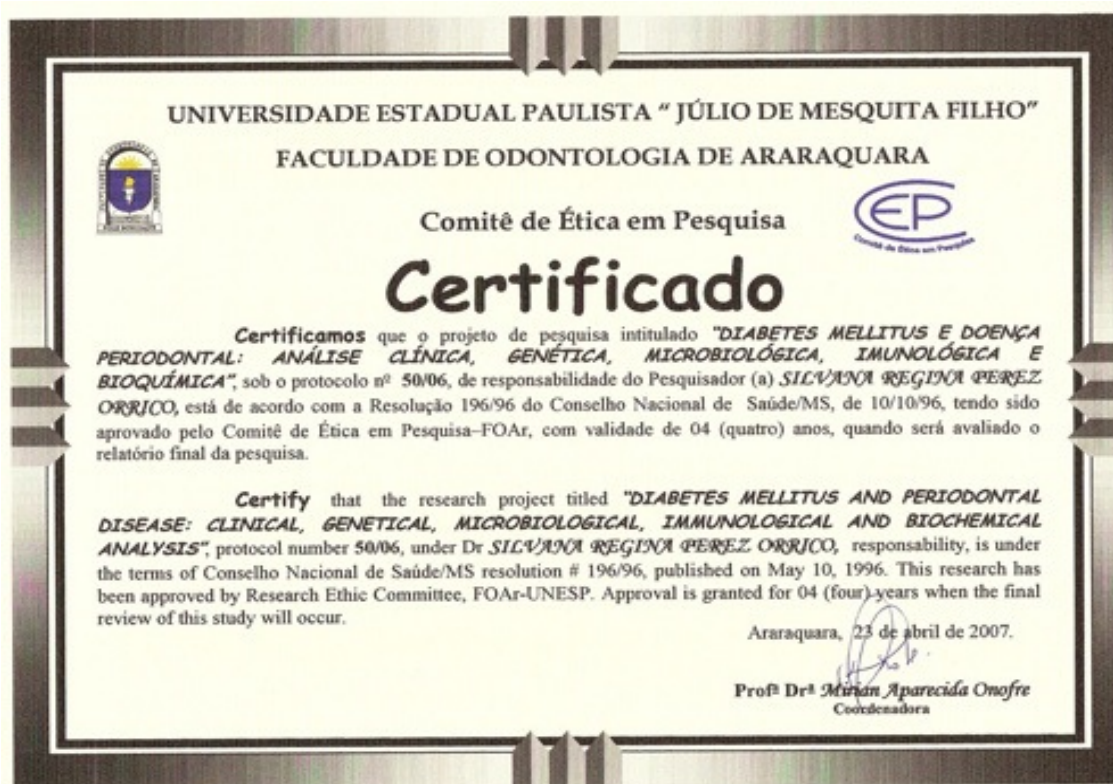 UNIVERSIDADE ESTADUAL PAULISTA “ JÚLIO DE MESQUITA FILHO”
FACULDADE DE ODONTOLOGIA DE ARARAQUARA
Comitê de Ética em Pesquisa
CEP
Comitê de Ética em Pesquisa
Certificado
Certificamos que o projeto de pesquisa intitulado "DIABETES MELLITUS E DOENÇA
PERIODONTAL: ANÁLISE CLÍNICA, GENÉTICA, MICROBIOLÓGICA, IMUNOLÓGICA E
BIOQUÍMICA", sob o protocolo nº 50/06, de responsabilidade do Pesquisador (a) SILVANA REGINA PEREZ
ORRICO, está de acordo com a Resolução 196/96 do Conselho Nacional de Saúde/MS, de 10/10/96, tendo sido
aprovado pelo Comitê de Ética em Pesquisa–FOAr, com validade de 04 (quatro) anos, quando será avaliado o
relatório final da pesquisa.
Certify that the research project titled "DIABETES MELLITUS AND PERIODONTAL
DISEASE: CLINICAL, GENETICAL, MICROBIOLOGICAL, IMMUNOLOGICAL AND BIOCHEMICAL
ANALYSIS", protocol number 50/06, under Dr SILVANA REGINA PEREZ ORRICO, responsability, is under
the terms of Conselho Nacional de Saúde/MS resolution # 196/96, published on May 10, 1996. This research has
been approved by Research Ethic Committee, FOAr-UNESP. Approval is granted for 04 (four) years when the final
review of this study will occur.
Araraquara, 23 de abril de 2007.
Profª Drª Mirian Aparecida Onofre
Coordenadora